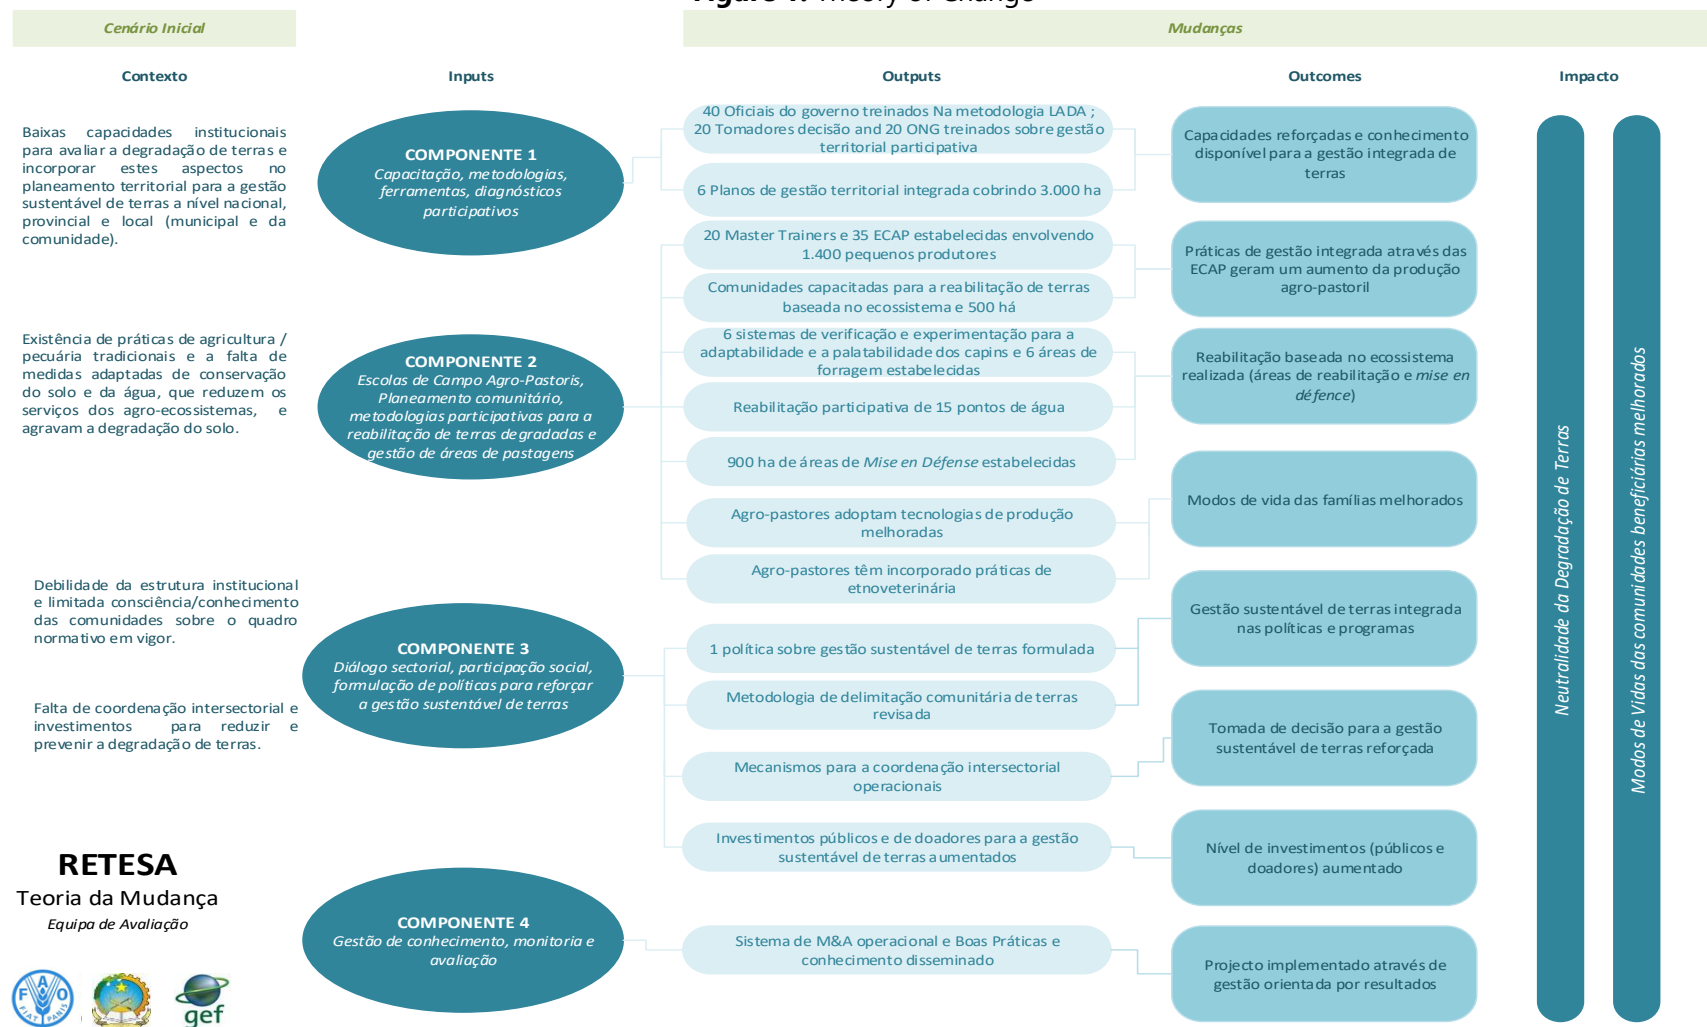 Figure 1. Theory of Change
Cenário Inicial
Mudanças
Contexto
Inputs
Outputs
Outcomes
Impacto
Baixas capacidades institucionais
para avaliar a degradação de terras e
incorporar estes aspectos no
planeamento territorial para a gestão
sustentável de terras a nível nacional,
provincial e local (municipal e da
comunidade).
Existência de práticas de agricultura /
pecuária tradicionais e a falta de
medidas adaptadas de conservação
do solo e da água, que reduzem os
serviços dos agro-ecossistemas, e
agravam a degradação do solo.
Debilidade da estrutura institucional
e limitada consciência/conhecimento
das comunidades sobre o quadro
normativo em vigor.
Falta de coordenação intersectorial e
investimentos para reduzir e
prevenir a degradação de terras.
COMPONENTE 1
Capacitação, metodologias,
ferramentas, diagnósticos
participativos
COMPONENTE 2
Escolas de Campo Agro-Pastoris,
Planeamento comunitário,
metodologias participativas para a
reabilitação de terras degradadas e
gestão de áreas de pastagens
COMPONENTE 3
Diálogo sectorial, participação social,
formulação de políticas para reforçar
a gestão sustentável de terras
COMPONENTE 4
Gestão de conhecimento, monitoria e
avaliação
40 Oficiais do governo treinados Na metodologia LADA ;
20 Tomadores decisão and 20 ONG treinados sobre gestão
territorial participativa
6 Planos de gestão territorial integrada cobrindo 3.000 ha
20 Master Trainers e 35 ECAP estabelecidas envolvendo
1.400 pequenos produtores
Comunidades capacitadas para a reabilitação de terras
baseada no ecossistema e 500 há
6 sistemas de verificação e experimentação para a
adaptabilidade e a palatabilidade dos capins e 6 áreas de
forragem estabelecidas
Reabilitação participativa de 15 pontos de água
900 ha de áreas de Mise en Défense estabelecidas
Agro-pastores adoptam tecnologias de produção
melhoradas
Agro-pastores têm incorporado práticas de
etnoveterinária
1 política sobre gestão sustentável de terras formulada
Metodologia de delimitação comunitária de terras
revisada
Mecanismos para a coordenação intersectorial
operacionais
Investimentos públicos e de doadores para a gestão
sustentável de terras aumentados
Sistema de M&A operacional e Boas Práticas e
conhecimento disseminado
Capacidades reforçadas e conhecimento
disponível para a gestão integrada de
terras
Práticas de gestão integrada através das
ECAP geram um aumento da produção
agro-pastoril
Reabilitação baseada no ecossistema
realizada (áreas de reabilitação e mise en
défence)
Modos de vida das famílias melhorados
Gestão sustentável de terras integrada
nas políticas e programas
Tomada de decisão para a gestão
sustentável de terras reforçada
Nível de investimentos (públicos e
doadores) aumentado
Projecto implementado através de
gestão orientada por resultados
Neutralidade da Degradação de Terras
Modos de Vidas das comunidades beneficiárias melhorados
RETESA
Teoria da Mudança
Equipa de Avaliação
FAO
FIAT PANIS
gef